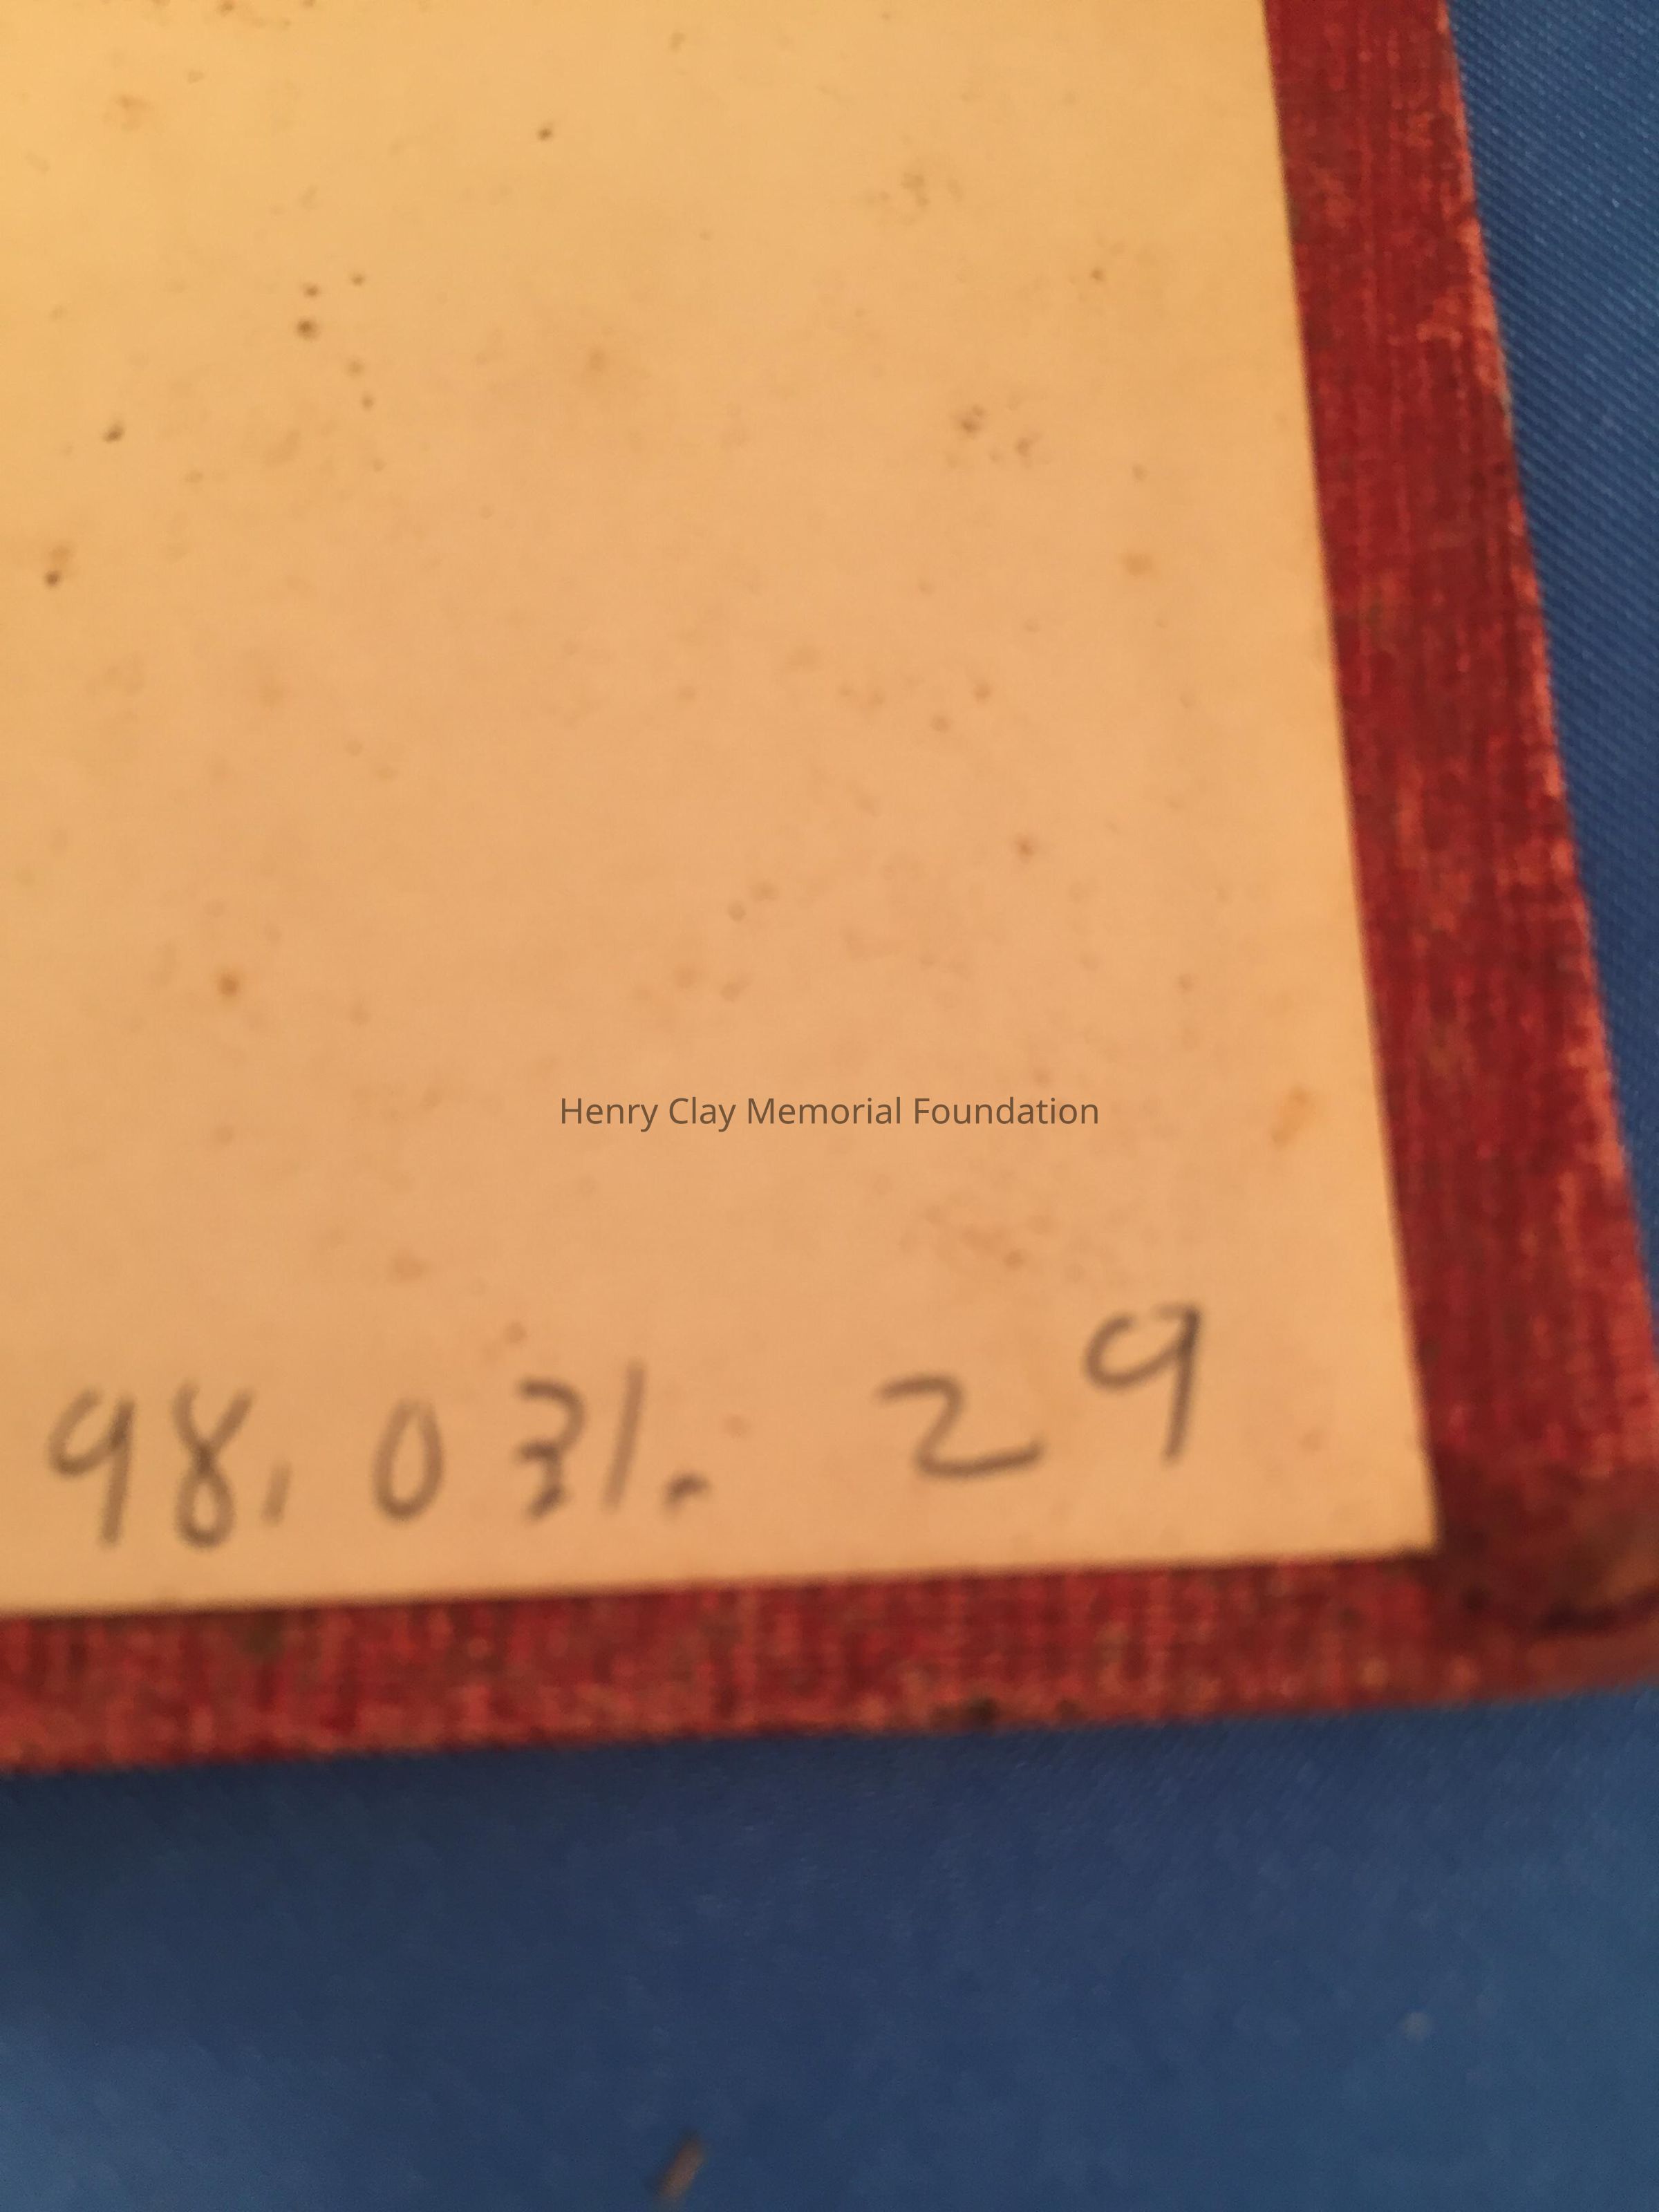 Henry Clay Memorial Foundation
98. 031. 29